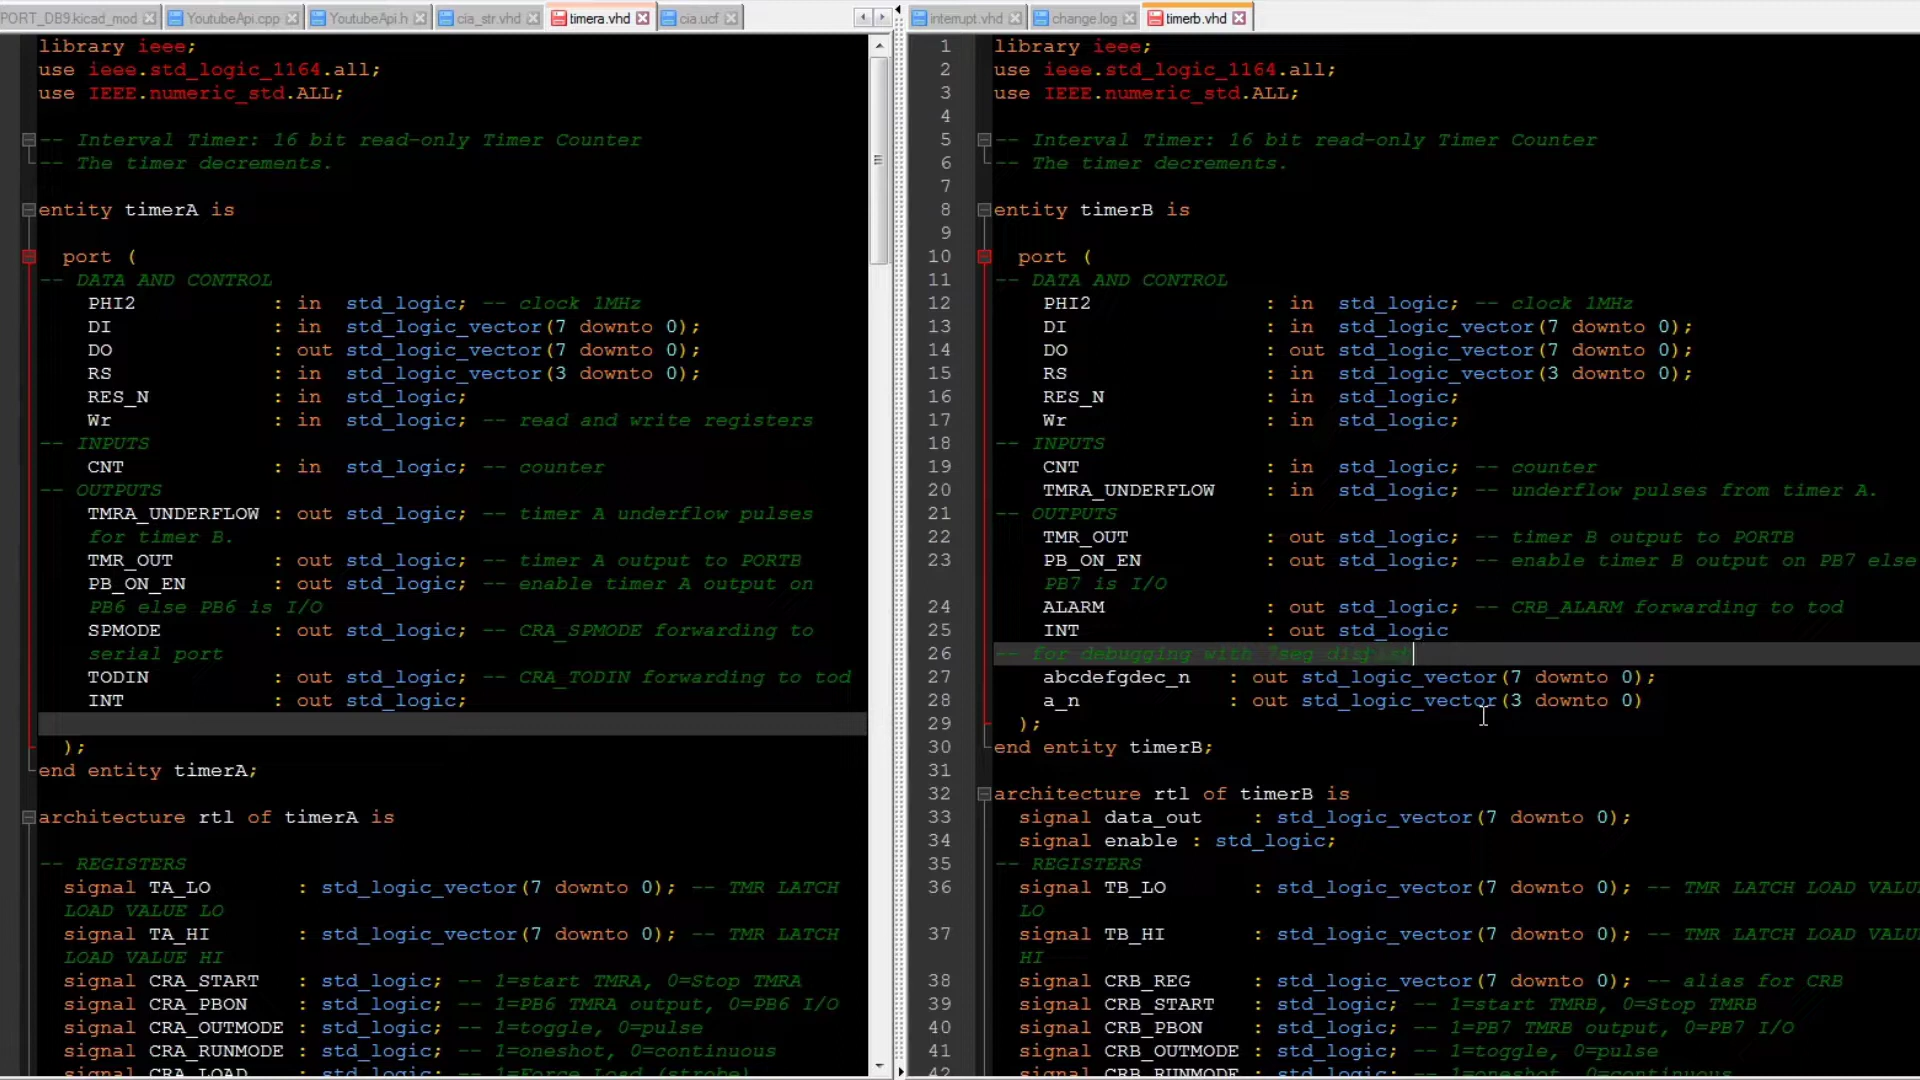 PORT_DB9.kicad_mod YoutubeApi.cpp YoutubeApi.h cia_str.vhd timera.vhd cia.ucf
library ieee;
use ieee.std_logic_1164.all;
use IEEE.numeric_std.ALL;
-- Interval Timer: 16 bit read-only Timer Counter
-- The timer decrements.
entity timerA is
port (
-- DATA AND CONTROL
PHI2 : in std_logic; -- clock 1MHz
DI : in std_logic_vector(7 downto 0);
DO : out std_logic_vector(7 downto 0);
RS : in std_logic_vector(3 downto 0);
RES_N : in std_logic;
Wr : in std_logic; -- read and write registers
-- INPUTS
CNT : in std_logic; -- counter
-- OUTPUTS
TMRA_UNDERFLOW : out std_logic; -- timer A underflow pulses
for timer B.
TMR_OUT : out std_logic; -- timer A output to PORTB
PB_ON_EN : out std_logic; -- enable timer A output on
PB6 else PB6 is I/O
SPMODE : out std_logic; -- CRA_SPMODE forwarding to
serial port
TODIN : out std_logic; -- CRA_TODIN forwarding to tod
INT : out std_logic;
);
end entity timerA;
architecture rtl of timerA is
-- REGISTERS
signal TA_LO : std_logic_vector(7 downto 0); -- TMR LATCH
LOAD VALUE LO
signal TA_HI : std_logic_vector(7 downto 0); -- TMR LATCH
LOAD VALUE HI
signal CRA_START : std_logic; -- 1=start TMRA, 0=Stop TMRA
signal CRA_PBON : std_logic; -- 1=PB6 TMRA output, 0=PB6 I/O
signal CRA_OUTMODE : std_logic; -- 1=toggle, 0=pulse
signal CRA_RUNMODE : std_logic; -- 1=oneshot, 0=continuous
signal CRA_LOAD : std_logic; -- 1=Force Load (strobe)
interrupt.vhd change.log timerb.vhd
1 library ieee;
2 use ieee.std_logic_1164.all;
3 use IEEE.numeric_std.ALL;
4
5 -- Interval Timer: 16 bit read-only Timer Counter
6 -- The timer decrements.
7
8 entity timerB is
9
10 port (
11 -- DATA AND CONTROL
12 PHI2 : in std_logic; -- clock 1MHz
13 DI : in std_logic_vector(7 downto 0);
14 DO : out std_logic_vector(7 downto 0);
15 RS : in std_logic_vector(3 downto 0);
16 RES_N : in std_logic;
17 Wr : in std_logic;
18 -- INPUTS
19 CNT : in std_logic; -- counter
20 TMRA_UNDERFLOW : in std_logic; -- underflow pulses from timer A.
21 -- OUTPUTS
22 TMR_OUT : out std_logic; -- timer B output to PORTB
23 PB_ON_EN : out std_logic; -- enable timer B output on PB7 else
PB7 is I/O
24 ALARM : out std_logic; -- CRB_ALARM forwarding to tod
25 INT : out std_logic
26 -- for debugging with 7seg
27 abcdefgdec_n : out std_logic_vector(7 downto 0);
28 a_n : out std_logic_vector(3 downto 0)
29 );
30 end entity timerB;
31
32 architecture rtl of timerB is
33 signal data_out : std_logic_vector(7 downto 0);
34 signal enable : std_logic;
35 -- REGISTERS
36 signal TB_LO : std_logic_vector(7 downto 0); -- TMR LATCH LOAD VALUE
LO
37 signal TB_HI : std_logic_vector(7 downto 0); -- TMR LATCH LOAD VALUE
HI
38 signal CRB_REG : std_logic_vector(7 downto 0); -- alias for CRB
39 signal CRB_START : std_logic; -- 1=start TMRB, 0=Stop TMRB
40 signal CRB_PBON : std_logic; -- 1=PB7 TMRB output, 0=PB7 I/O
41 signal CRB_OUTMODE : std_logic; -- 1=toggle, 0=pulse
42 signal CRB_RUNMODE : std_logic; -- 1=oneshot, 0=continuous